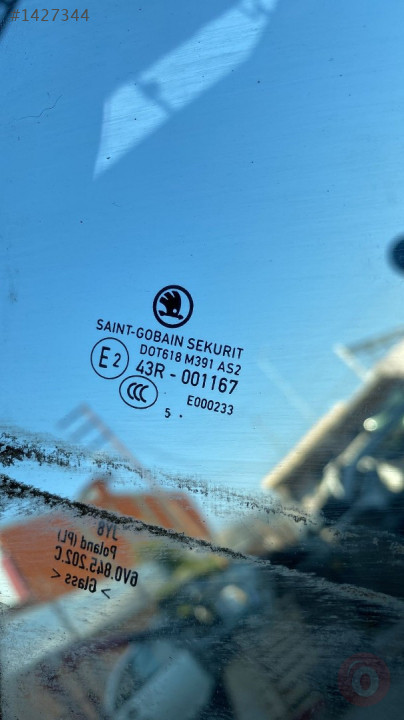 #1427344
SAINT-GOBAIN SEKURIT
DOT618 M391 AS2
E2
43R - 001167
CCC
E000233
5 .
JY8
Poland (PL)
6V0.845.202.C
> Glass <